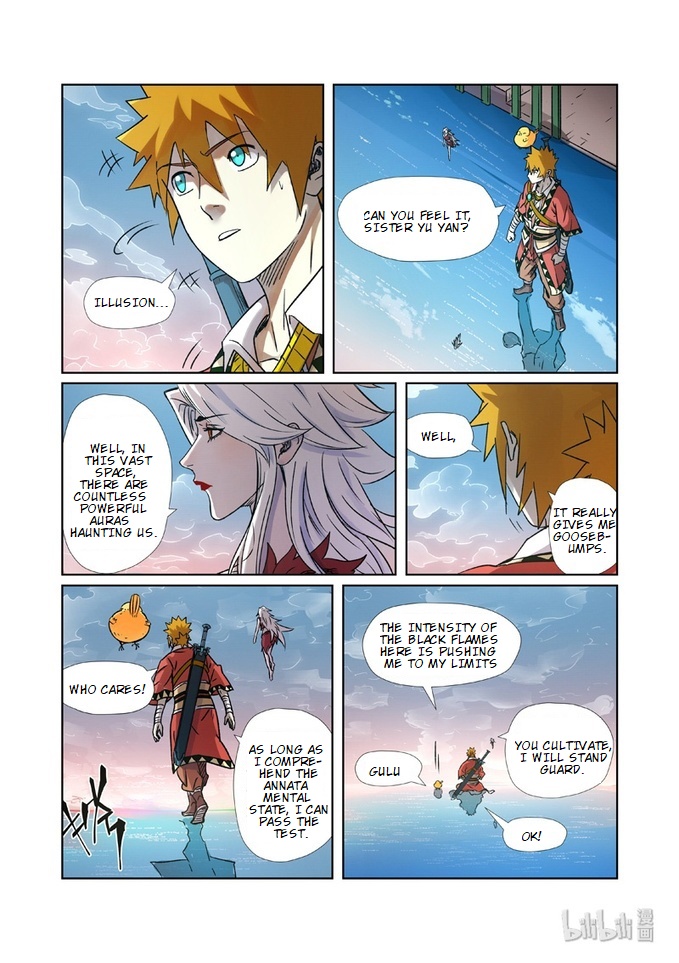 ILLUSION...
CAN YOU FEEL IT,
SISTER YU YAN?
WELL, IN
THIS VAST
SPACE,
THERE ARE
COUNTLESS
POWERFUL
AURAS
HAUNTING US.
WELL,
IT REALLY
GIVES ME
GOOSEB-
UMPS.
WHO CARES!
AS LONG AS
I COMPRE-
HEND THE
ANNATA
MENTAL
STATE, I CAN
PASS THE
TEST.
THE INTENSITY OF
THE BLACK FLAMES
HERE IS PUSHING
ME TO MY LIMITS
YOU CULTIVATE,
I WILL STAND
GUARD.
GULU
OK!
bilibili 漫画